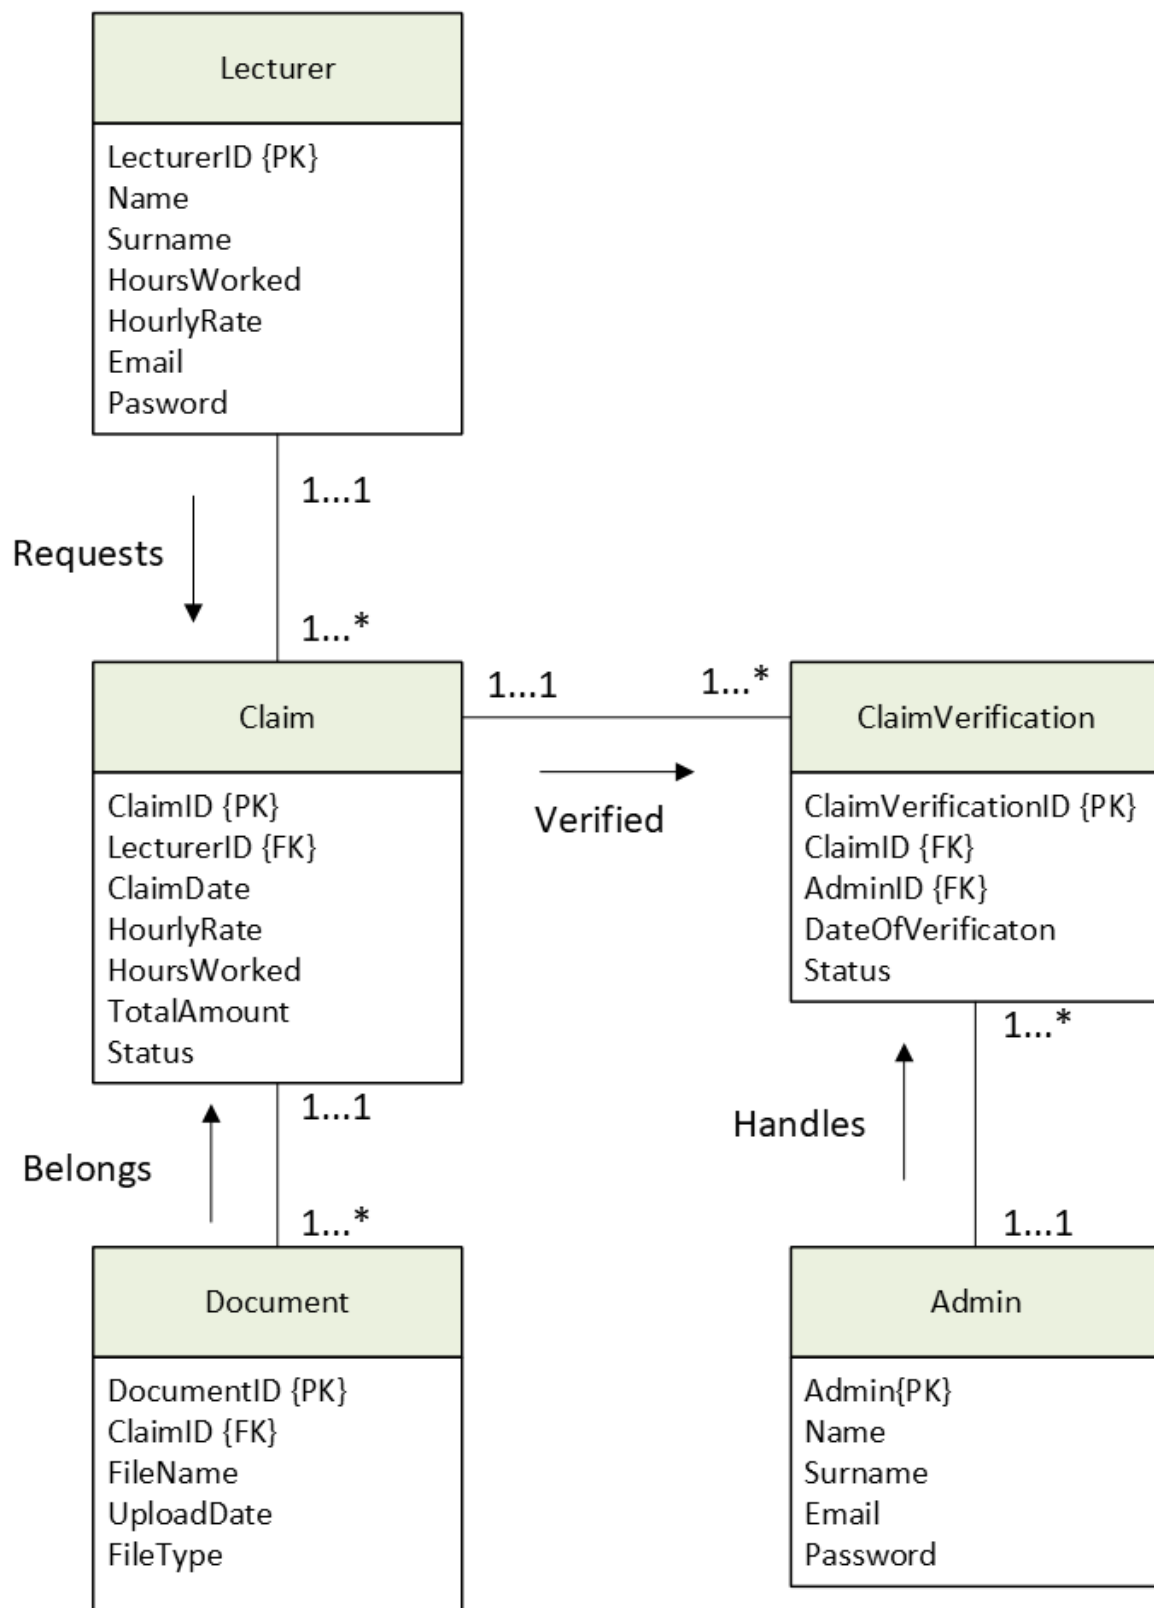 Lecturer
LecturerID {PK}
Name
Surname
HoursWorked
HourlyRate
Email
Pasword
1...1
Requests
1...*
Claim
ClaimID {PK}
LecturerID {FK}
ClaimDate
HourlyRate
HoursWorked
TotalAmount
Status
1...1
1...*
Verified
ClaimVerification
ClaimVerificationID {PK}
ClaimID {FK}
AdminID {FK}
DateOfVerificaton
Status
1...1
Belongs
1...*
1...*
Handles
1...1
Document
DocumentID {PK}
ClaimID {FK}
FileName
UploadDate
FileType
Admin
Admin{PK}
Name
Surname
Email
Password